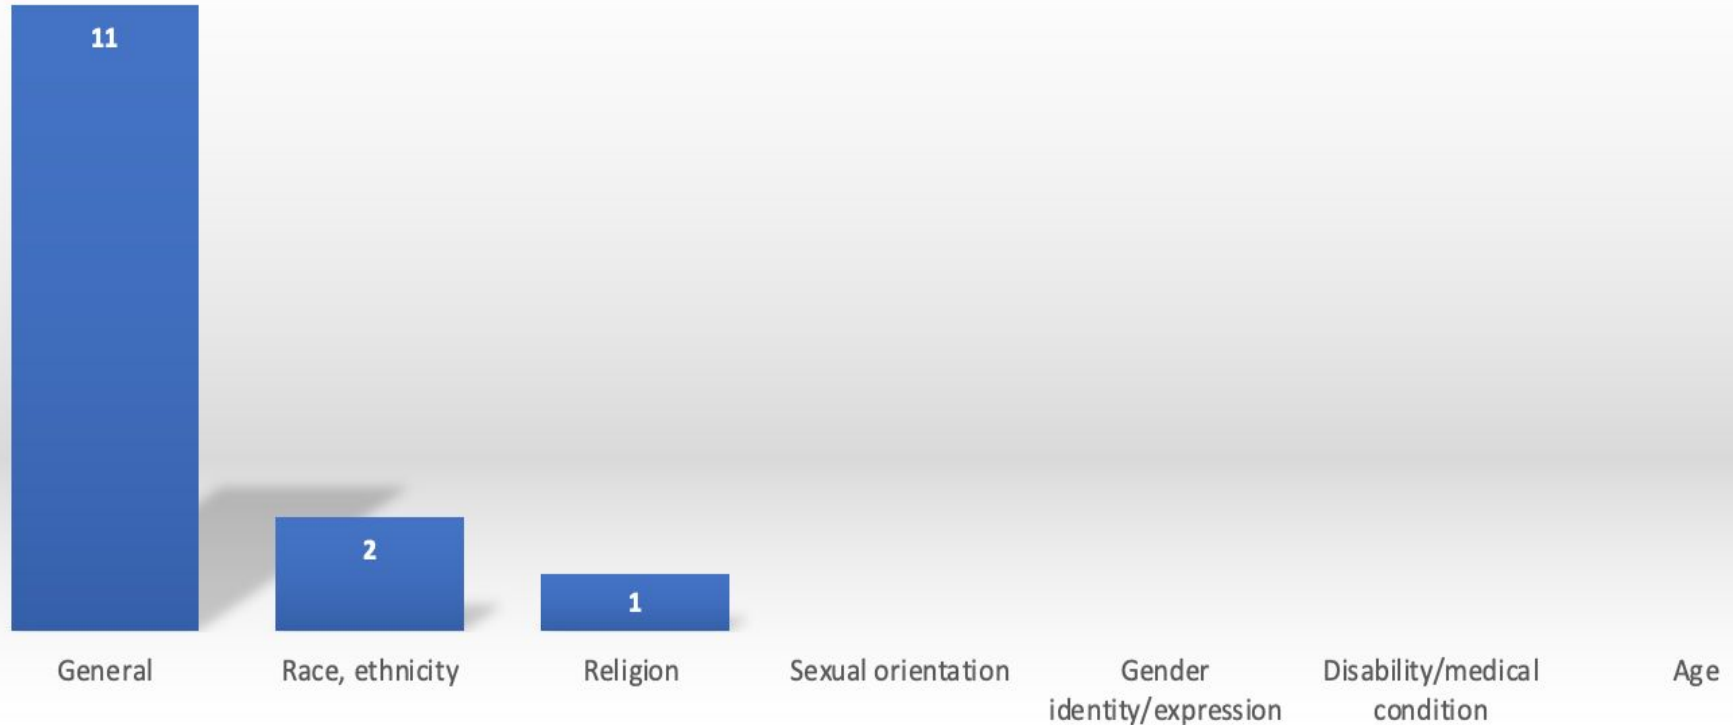 11
2
1
General
Race, ethnicity
Religion
Sexual orientation
Gender
identity/expression
Disability/medical
condition
Age